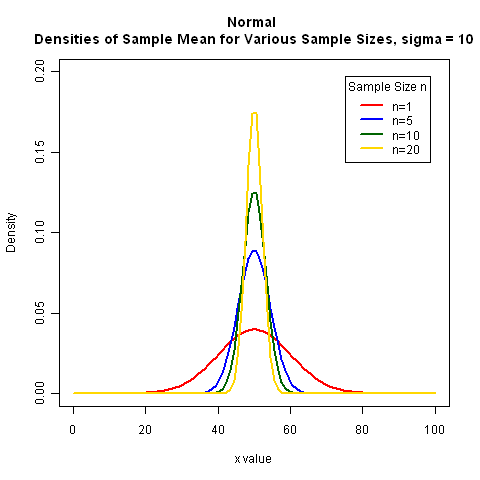 Normal
Densities of Sample Mean for Various Sample Sizes, sigma = 10
Density
0.20
0.15
0.10
0.05
0.00
Sample Size n
n=1
n=5
n=10
n=20
0 20 40 60 80 100
x value